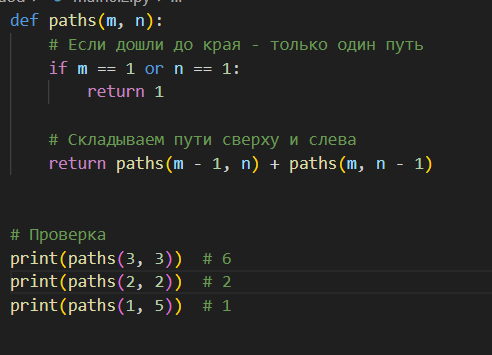 def paths(m, n):
    # Если дошли до края - только один путь
    if m == 1 or n == 1:
        return 1
    # Складываем пути сверху и слева
    return paths(m - 1, n) + paths(m, n - 1)
# Проверка
print(paths(3, 3))  # 6
print(paths(2, 2))  # 2
print(paths(1, 5))  # 1